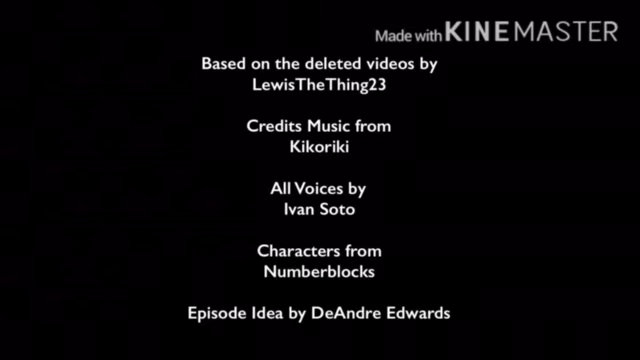 Made with KINEMASTER
Based on the deleted videos by
LewisTheThing23
Credits Music from
Kikoriki
All Voices by
Ivan Soto
Characters from
Numberblocks
Episode Idea by DeAndre Edwards